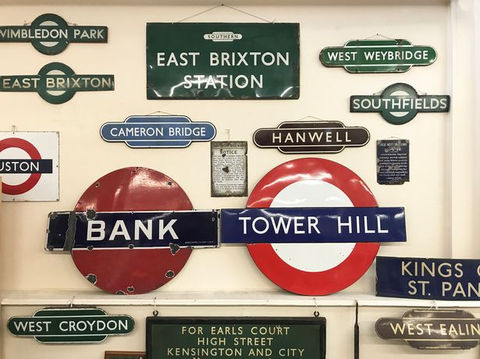 WIMBLEDON PARK
SOUTHERN
EAST BRIXTON
STATION
WEST WEYBRIDGE
EAST BRIXTON
SOUTHFIELDS
CAMERON BRIDGE
HANWELL
NOTICE
USTON
BANK
TOWER HILL
KINGS
ST. PAN
WEST CROYDON
FOR EARLS COURT
HIGH STREET
KENSINGTON AND CITY
WEST EALIN